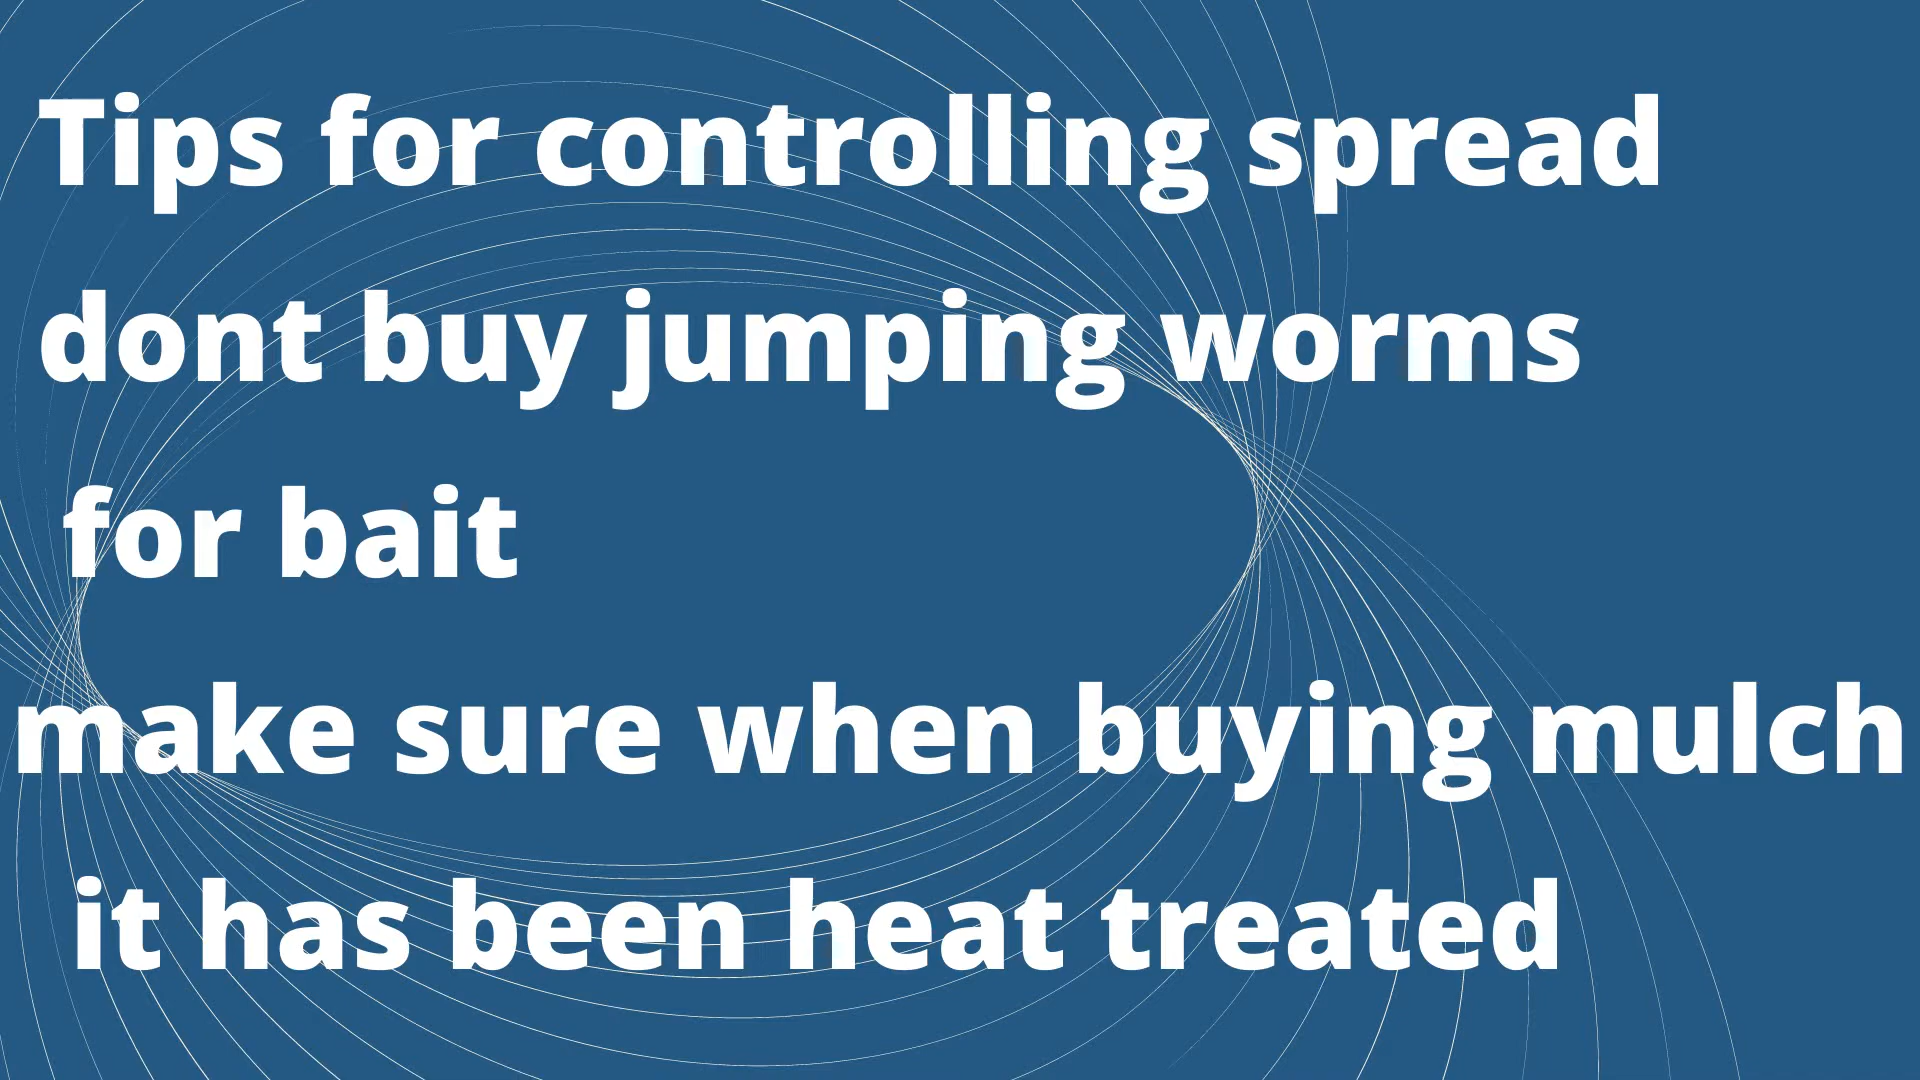 Tips for controlling spread
dont buy jumping worms
for bait
make sure when buying mulch
it has been heat treated